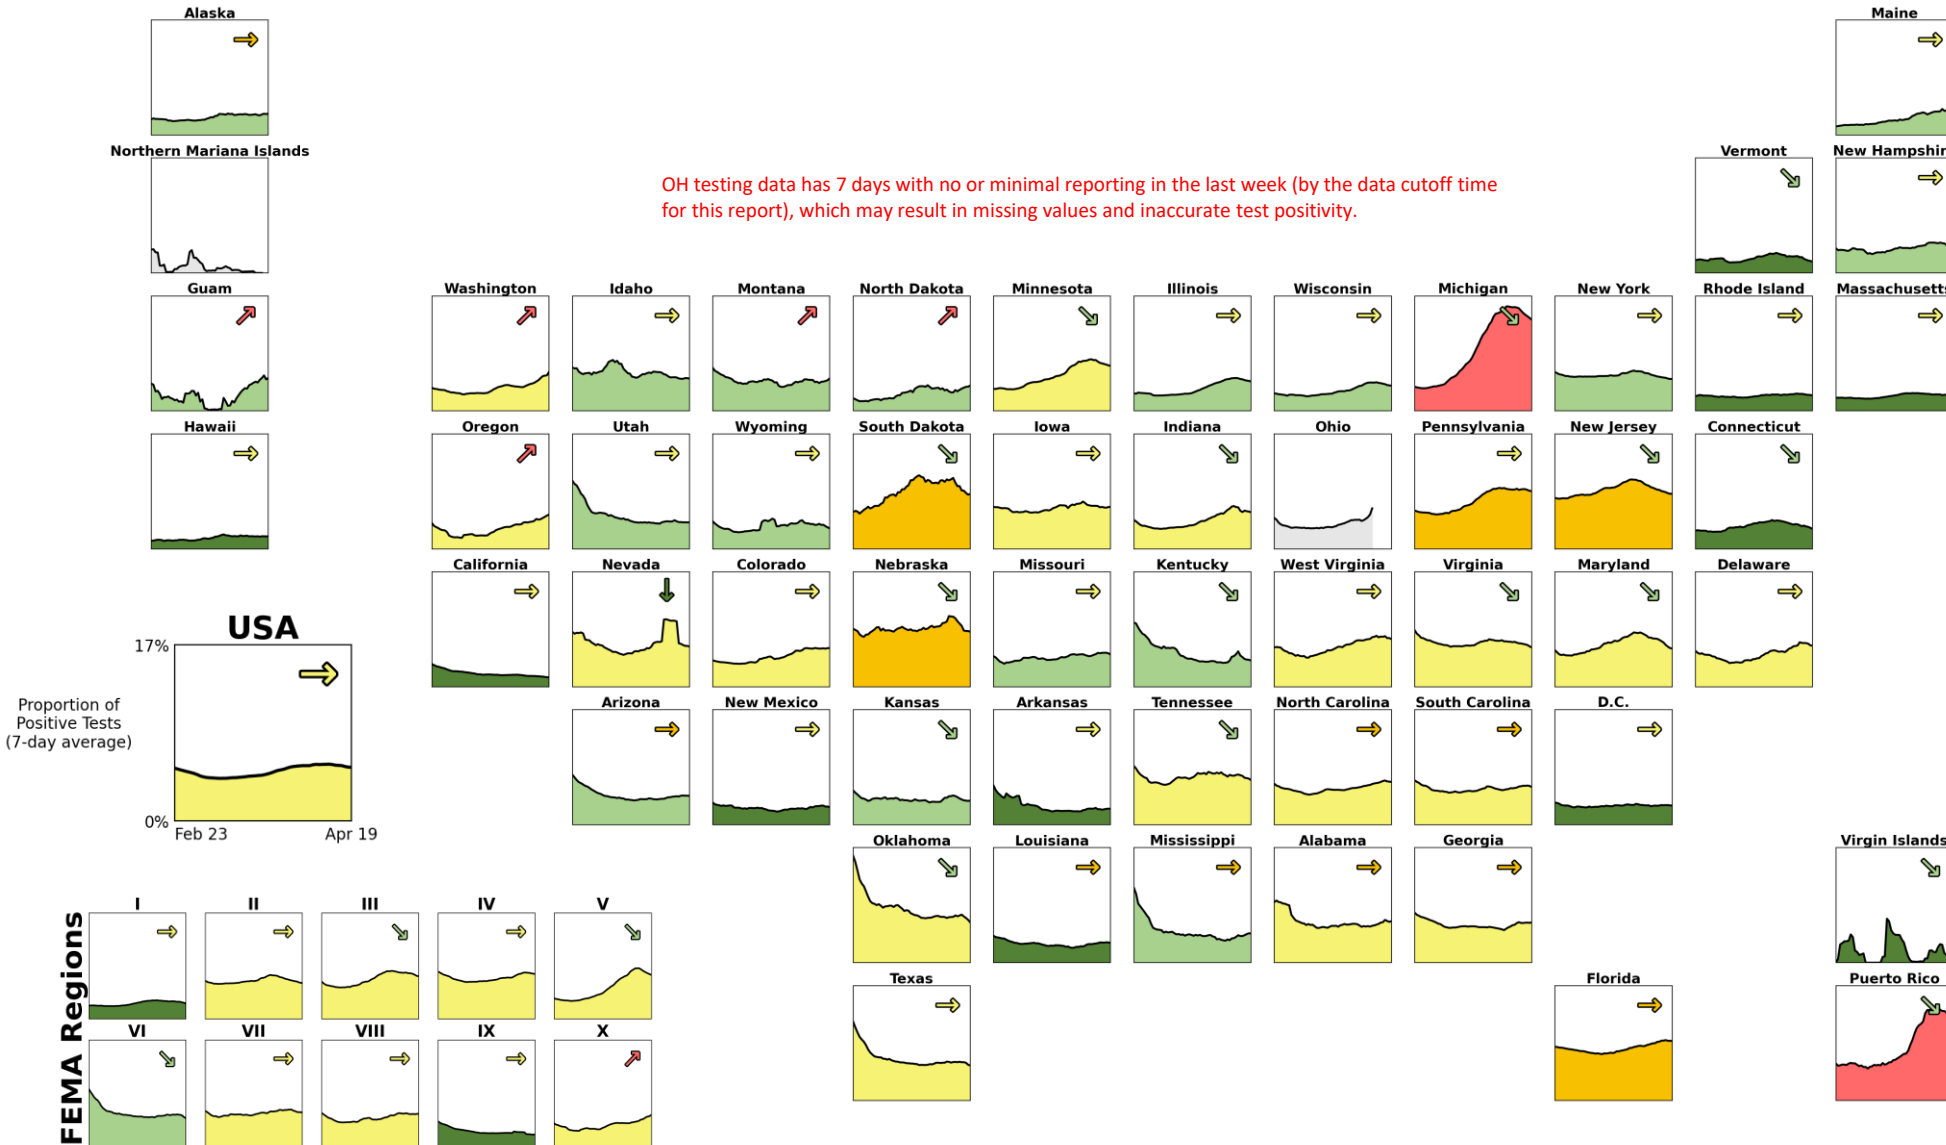 Alaska
Maine
Northern Mariana Islands
Vermont
New Hampshir
OH testing data has 7 days with no or minimal reporting in the last week (by the data cutoff time
for this report), which may result in missing values and inaccurate test positivity.
Guam
Washington
Idaho
Montana
North Dakota
Minnesota
Illinois
Wisconsin
Michigan
New York
Rhode Island
Massachusetts
Hawaii
Oregon
Utah
Wyoming
South Dakota
Iowa
Indiana
Ohio
Pennsylvania
New Jersey
Connecticut
California
Nevada
Colorado
Nebraska
Missouri
Kentucky
West Virginia
Virginia
Maryland
Delaware
USA
17%
Proportion of
Positive Tests
(7-day average)
0%
Feb 23
Apr 19
Arizona
New Mexico
Kansas
Arkansas
Tennessee
North Carolina
South Carolina
D.C.
Oklahoma
Louisiana
Mississippi
Alabama
Georgia
Virgin Islands
FEMA Regions
I
II
III
IV
V
Texas
Florida
Puerto Rico
VI
VII
VIII
IX
X